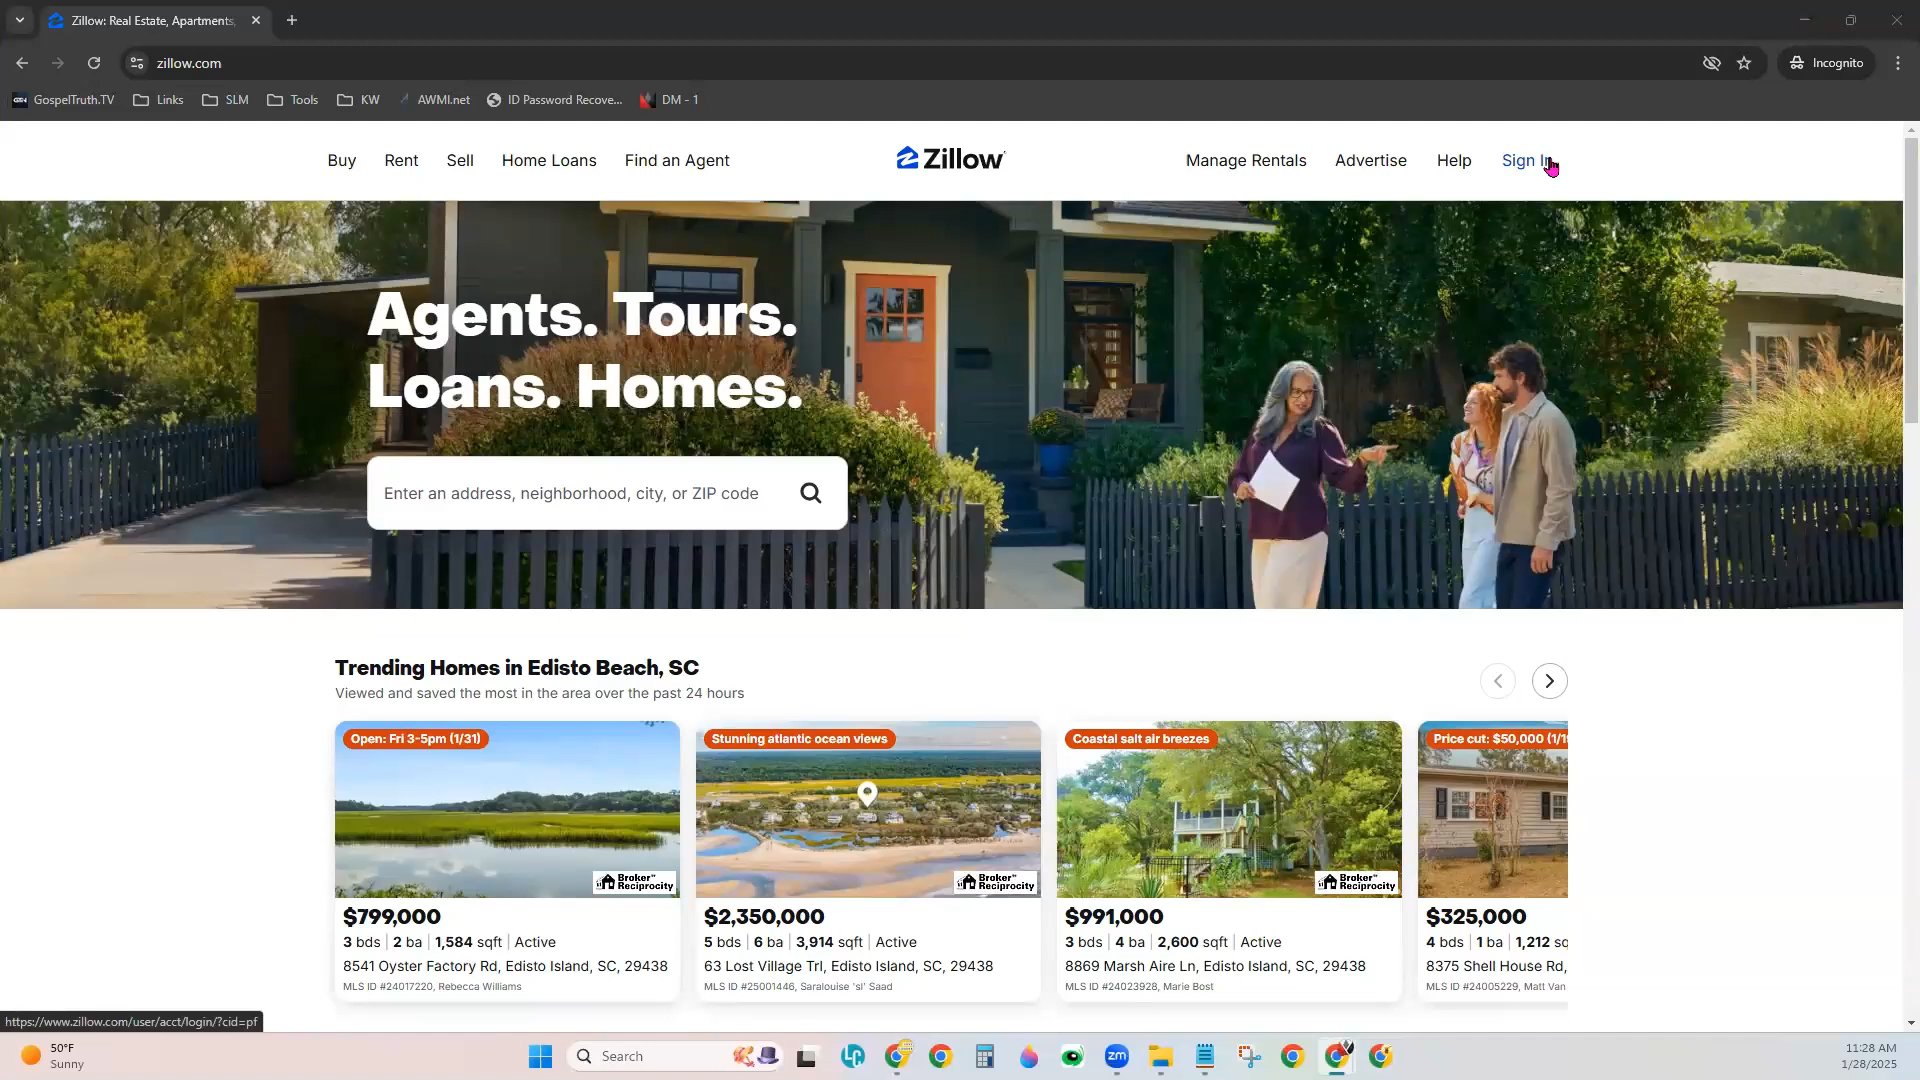 Zillow: Real Estate, Apartments,
zillow.com
Incognito
GospelTruth.TV
Links
SLM
Tools
KW
AWMI.net
ID Password Recove...
DM - 1
Buy
Rent
Sell
Home Loans
Find an Agent
Zillow
Manage Rentals
Advertise
Help
Sign In
Agents. Tours.
Loans. Homes.
Enter an address, neighborhood, city, or ZIP code
Trending Homes in Edisto Beach, SC
Viewed and saved the most in the area over the past 24 hours
Open: Fri 3-5pm (1/31)
Broker™
Reciprocity
$799,000
3 bds | 2 ba | 1,584 sqft | Active
8541 Oyster Factory Rd, Edisto Island, SC, 29438
MLS ID #24017220, Rebecca Williams
Stunning atlantic ocean views
Broker™
Reciprocity
$2,350,000
5 bds | 6 ba | 3,914 sqft | Active
63 Lost Village Trl, Edisto Island, SC, 29438
MLS ID #25001446, Saralouise 'sl' Saad
Coastal salt air breezes
Broker™
Reciprocity
$991,000
3 bds | 4 ba | 2,600 sqft | Active
8869 Marsh Aire Ln, Edisto Island, SC, 29438
MLS ID #24023928, Marie Bost
Price cut: $50,000 (1/1
$325,000
4 bds | 1 ba | 1,212 sq
8375 Shell House Rd,
MLS ID #24005229, Matt Van
https://www.zillow.com/user/acct/login/?cid=pf
50°F
Sunny
Search
zm
11:28 AM
1/28/2025